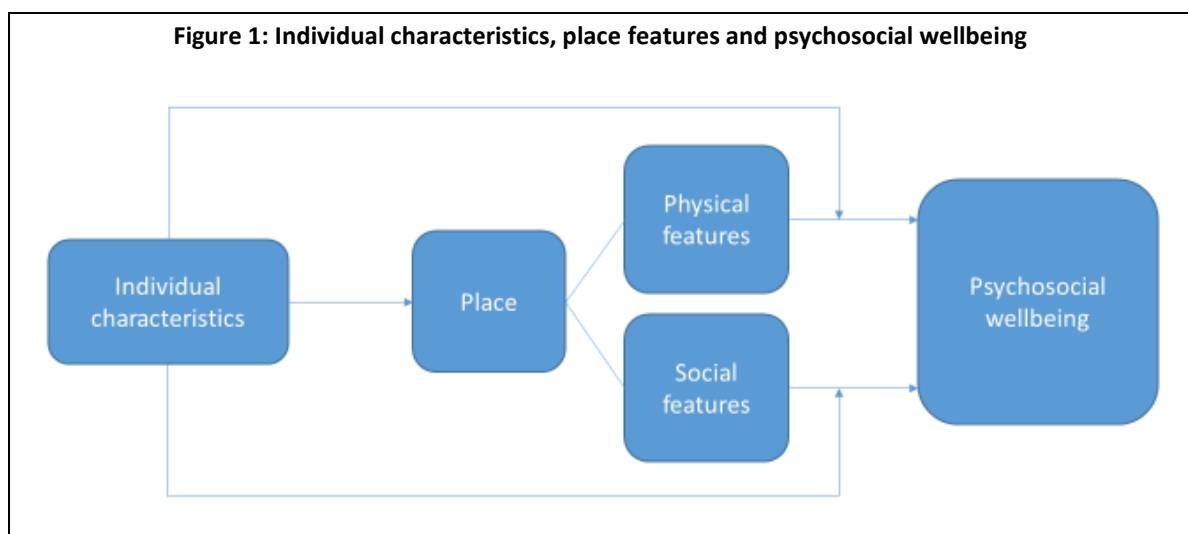 Figure 1: Individual characteristics, place features and psychosocial wellbeing
Individual
characteristics
Place
Physical
features
Social
features
Psychosocial
wellbeing